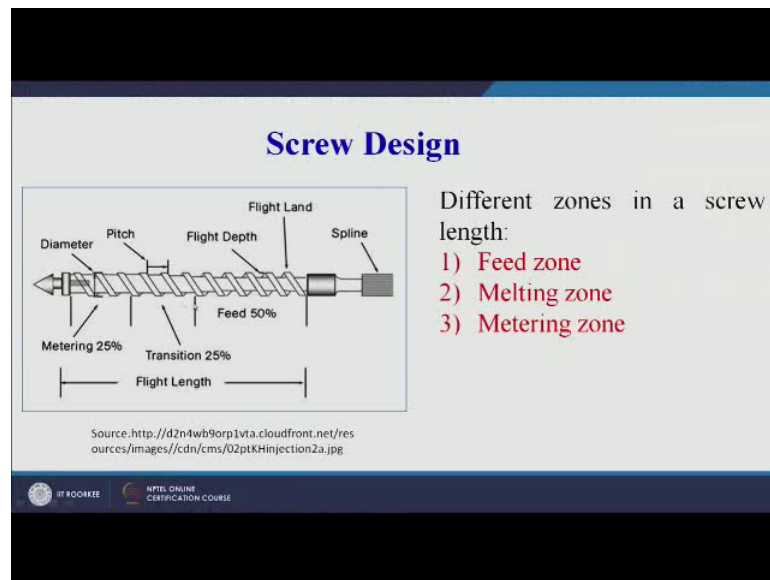 Screw Design
Flight Land
Pitch
Flight Depth
Spline
Diameter
Feed 50%
Metering 25%
Transition 25%
Flight Length
Source.http://d2n4wb9orp1vta.cloudfront.net/res
ources/images//cdn/cms/02ptKHinjection2a.jpg
Different zones in a screw
length:
1) Feed zone
2) Melting zone
3) Metering zone
IIT ROORKEE
NPTEL ONLINE
CERTIFICATION COURSE